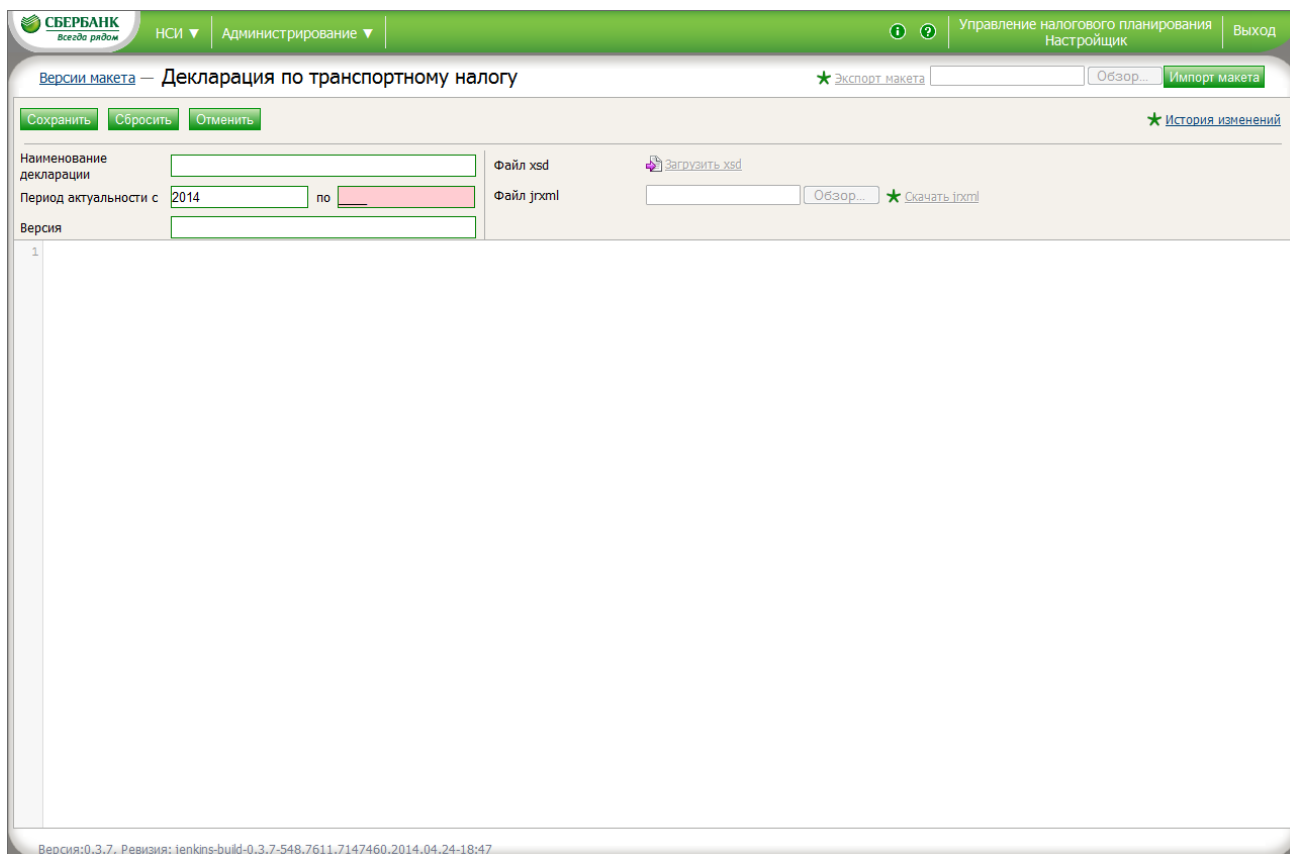 СБЕРБАНК
Всегда рядом
НСИ ▼
Администрирование ▼
Управление налогового планирования
Настройщик
Выход
Версии макета — Декларация по транспортному налогу
Экспорт макета
Обзор...
Импорт макета
Сохранить
Сбросить
Отменить
История изменений
Наименование
декларации
Файл xsd
Загрузить xsd
Период актуальности с
2014
по
____
Файл jrxml
Обзор...
Скачать jrxml
Версия
1
Версия:0.3.7, Ревизия: jenkins-build-0.3.7-548.7611.7147460.2014.04.24-18:47